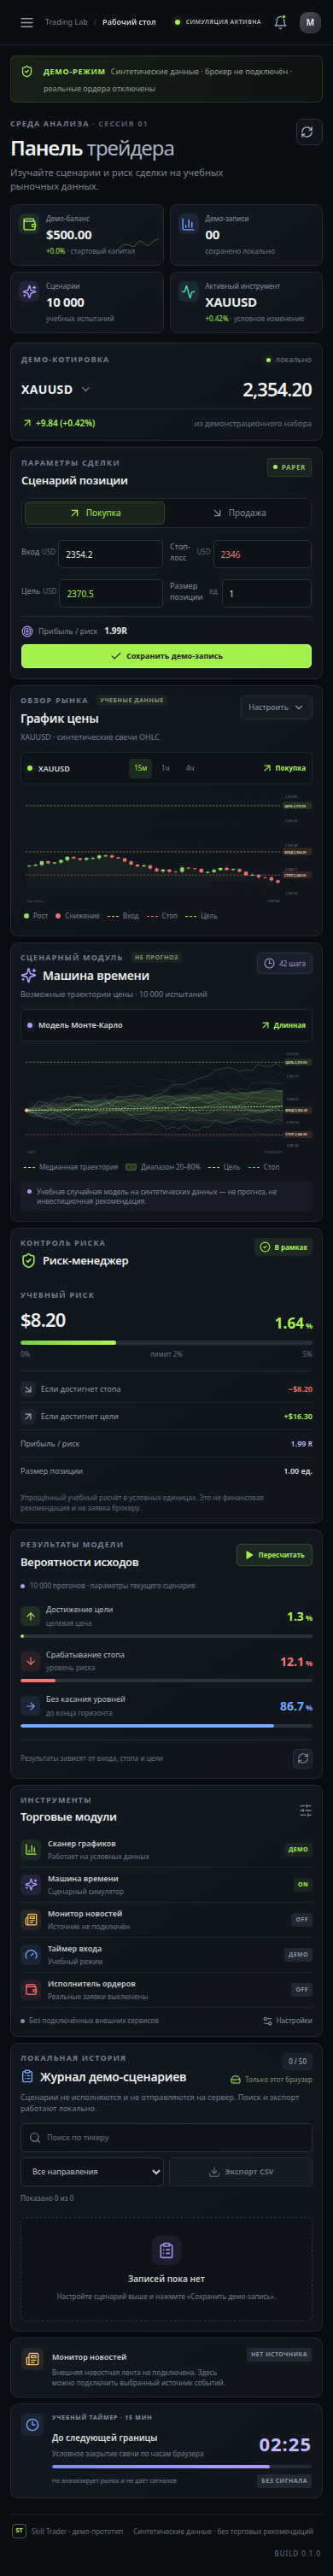 Trading Lab / Рабочий стол
СИМУЛЯЦИЯ АКТИВНА
M
ДЕМО-РЕЖИМ Синтетические данные · брокер не подключён ·
реальные ордера отключены
СРЕДА АНАЛИЗА · СЕССИЯ 01
Панель трейдера
Изучайте сценарии и риск сделки на учебных
рыночных данных.
Демо-баланс
$500.00
+0.0% · стартовый капитал
Демо-записи
00
сохранено локально
Сценарии
10 000
учебных испытаний
Активный инструмент
XAUUSD
+0.42% · условное изменение
ДЕМО-КОТИРОВКА
локально
XAUUSD
2,354.20
+9.84 (+0.42%)
из демонстрационного набора
ПАРАМЕТРЫ СДЕЛКИ
PAPER
Сценарий позиции
Покупка
Продажа
Вход USD 2354.2
Стоп-лосс USD 2346
Цель USD 2370.5
Размер позиции ед. 1
Прибыль / риск 1.99R
Сохранить демо-запись
ОБЗОР РЫНКА УЧЕБНЫЕ ДАННЫЕ
Настроить
График цены
XAUUSD · синтетические свечи OHLC
XAUUSD 15м 1ч 4ч Покупка
Рост Снижение Вход Стоп Цель
СЦЕНАРНЫЙ МОДУЛЬ НЕ ПРОГНОЗ
42 шага
Машина времени
Возможные траектории цены · 10 000 испытаний
Модель Монте-Карло Длинная
Медианная траектория Диапазон 20–80% Цель Стоп
Учебная случайная модель на синтетических данных — не прогноз, не
инвестиционная рекомендация.
КОНТРОЛЬ РИСКА
В рамках
Риск-менеджер
УЧЕБНЫЙ РИСК
$8.20
1.64 %
0% лимит 2% 5%
Если достигнет стопа −$8.20
Если достигнет цели +$16.30
Прибыль / риск 1.99 R
Размер позиции 1.00 ед.
Упрощённый учебный расчёт в условных единицах. Это не финансовая
рекомендация и не заявка брокеру.
РЕЗУЛЬТАТЫ МОДЕЛИ
Вероятности исходов
Пересчитать
10 000 прогонов · параметры текущего сценария
Достижение цели
целевая цена
1.3 %
Срабатывание стопа
уровень риска
12.1 %
Без касания уровней
до конца горизонта
86.7 %
Результаты зависят от входа, стопа и цели
ИНСТРУМЕНТЫ
Торговые модули
Сканер графиков
Работает на условных данных
ДЕМО
Машина времени
Сценарный симулятор
ON
Монитор новостей
Источник не подключён
OFF
Таймер входа
Учебный режим
ДЕМО
Исполнитель ордеров
Реальные заявки выключены
OFF
Без подключённых внешних сервисов
Настройки
ЛОКАЛЬНАЯ ИСТОРИЯ
0 / 50
Журнал демо-сценариев
Только этот браузер
Сценарии не исполняются и не отправляются на сервер. Поиск и экспорт
работают локально.
Поиск по тикеру
Все направления
Экспорт CSV
Показано 0 из 0
Записей пока нет
Настройте сценарий выше и нажмите «Сохранить демо-запись».
Монитор новостей
НЕТ ИСТОЧНИКА
Внешняя новостная лента не подключена. Здесь
можно подключить выбранный источник событий.
УЧЕБНЫЙ ТАЙМЕР · 15 МИН
До следующей границы
Условное закрытие свечи по часам браузера
02:25
Не анализирует рынок и не даёт сигналов
БЕЗ СИГНАЛА
ST Skill Trader · демо-прототип
Синтетические данные · без торговых рекомендаций
BUILD 0.1.0